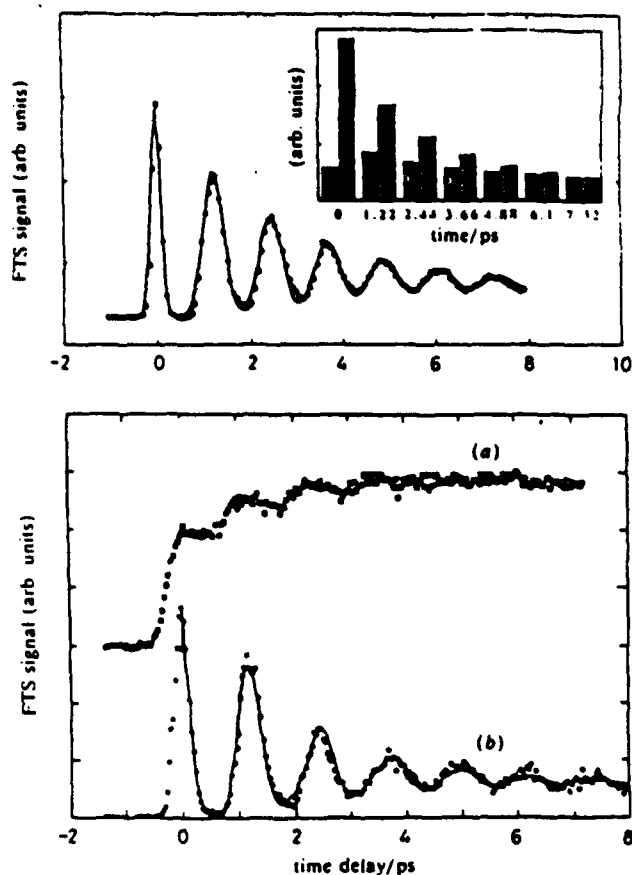 FTS signal (arb units)
(arb. units)
0 1.22 2.44 3.66 4.88 6.1 7.32
time/ps
-2 0 2 4 6 8 10
FTS signal (arb units)
(a)
(b)
-2 0 2 4 6 8
time delay/ps